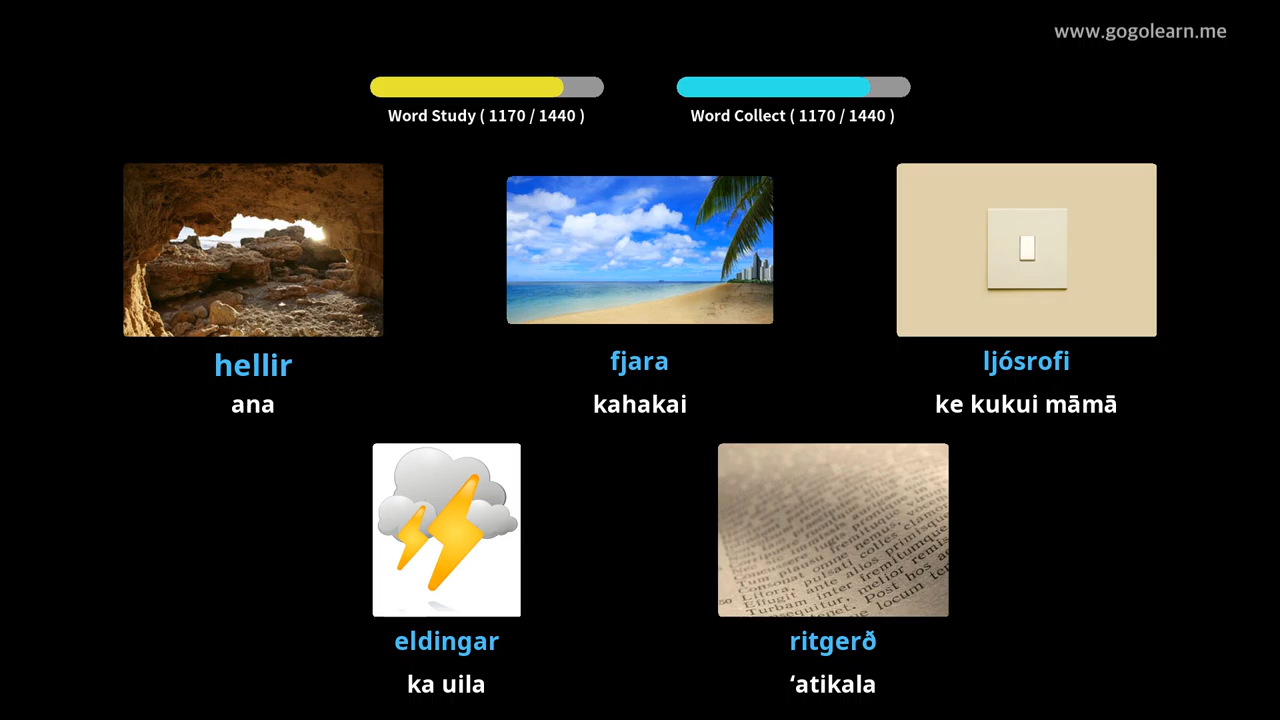 www.gogolearn.me
Word Study ( 1170 / 1440 )
Word Collect ( 1170 / 1440 )
hellir
ana
fjara
kahakai
ljósrofi
ke kukui māmā
eldingar
ka uila
ritgerð
ʻatikala